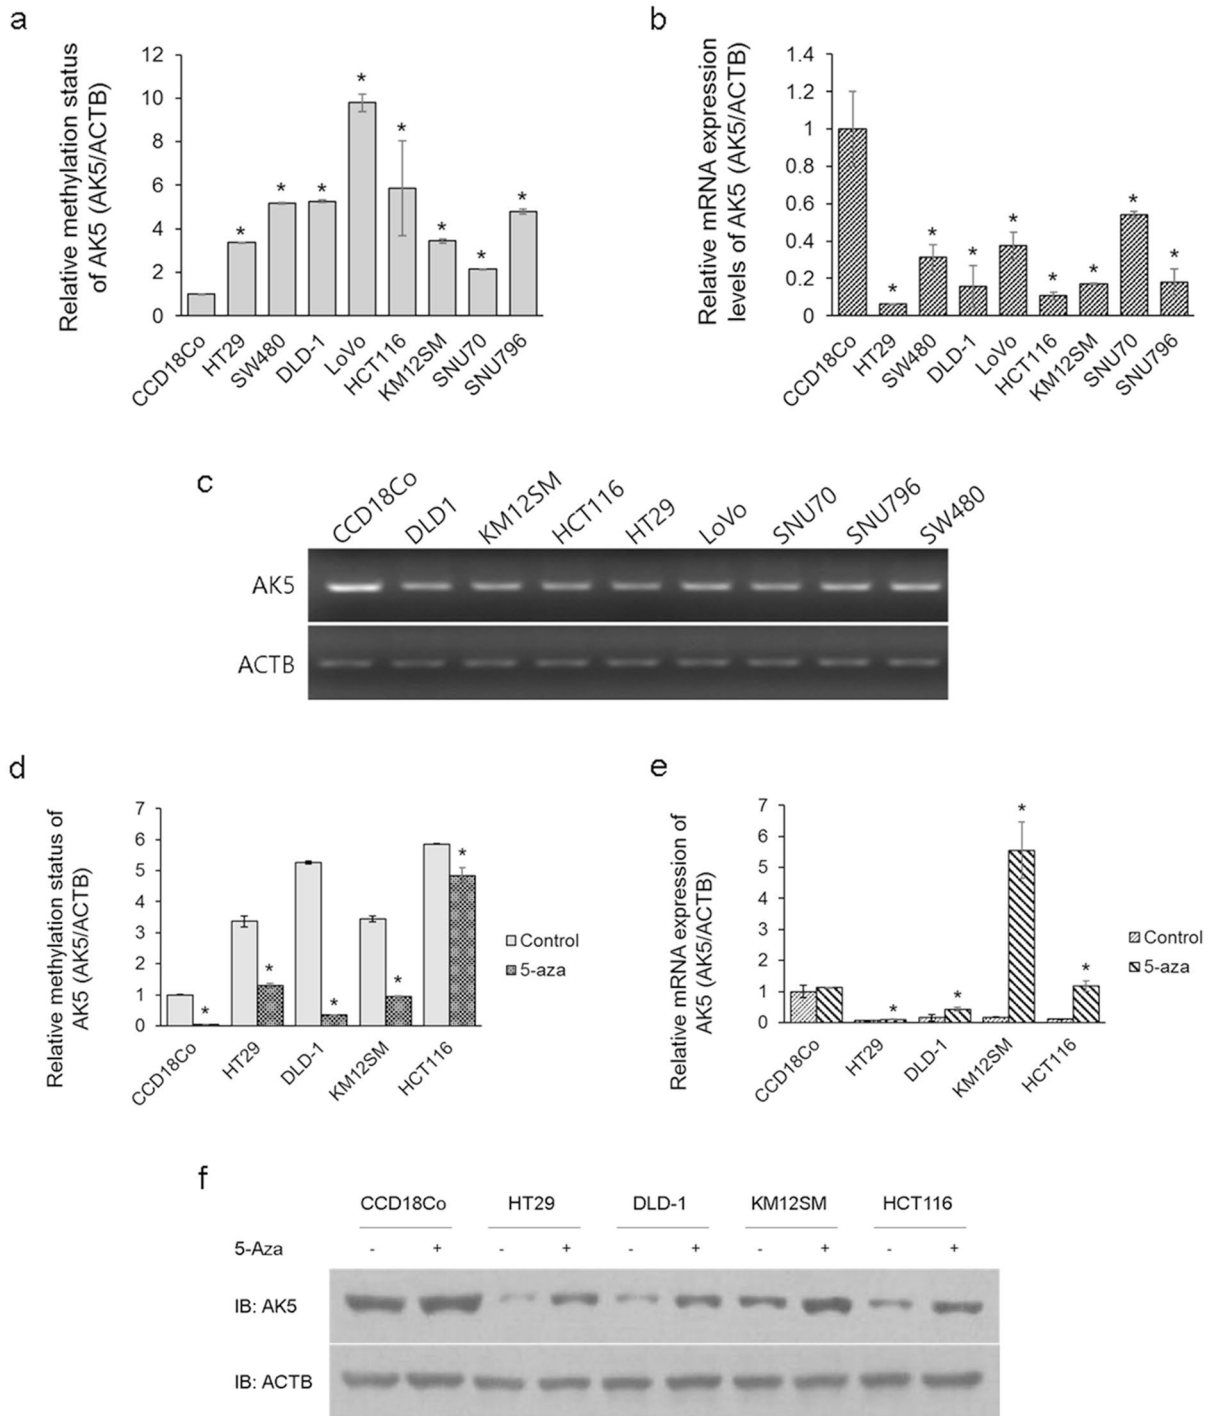 a
Relative methylation status
of AK5 (AK5/ACTB)
12
10
8
6
4
2
0
* * * * * * * *
CCD18Co HT29 SW480 DLD-1 LoVo HCT116 KM12SM SNU70 SNU796
b
Relative mRNA expression
levels of AK5 (AK5/ACTB)
1.4
1.2
1
0.8
0.6
0.4
0.2
0
* * * * * * * *
CCD18Co HT29 SW480 DLD-1 LoVo HCT116 KM12SM SNU70 SNU796
c
CCD18Co DLD1 KM12SM HCT116 HT29 LoVo SNU70 SNU796 SW480
AK5
ACTB
d
Relative methylation status of
AK5 (AK5/ACTB)
7
6
5
4
3
2
1
0
* * * * *
CCD18Co HT29 DLD-1 KM12SM HCT116
Control
5-aza
e
Relative mRNA expression of
AK5 (AK5/ACTB)
7
6
5
4
3
2
1
0
* * * *
CCD18Co HT29 DLD-1 KM12SM HCT116
Control
5-aza
f
CCD18Co HT29 DLD-1 KM12SM HCT116
5-Aza - + - + - + - + - +
IB: AK5
IB: ACTB